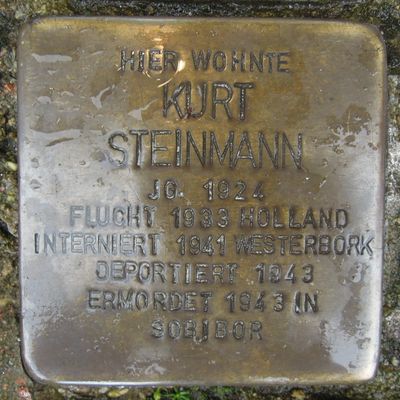 HIER WOHNTE
KURT
STEINMANN
JG. 1924
FLUCHT 1933 HOLLAND
INTERNIERT 1941 WESTERBORK
DEPORTIERT 1943
ERMORDET 1943 IN
SOBIBOR